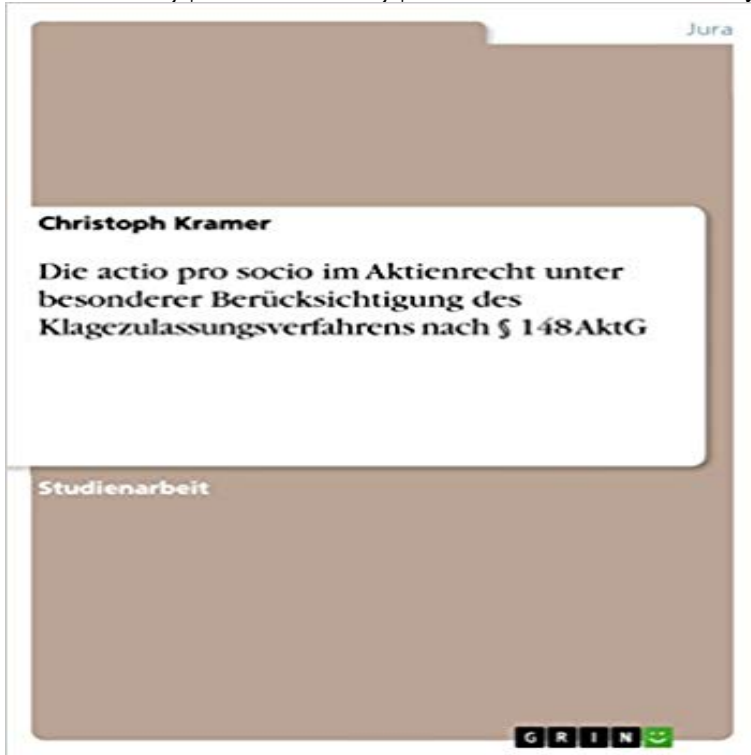 Jura
Christoph Kramer
Die actio pro socio im Aktienrecht unter
besonderer Berücksichtigung des
Klagezulassungsverfahrens nach § 148 AktG
Studienarbeit
GRIN